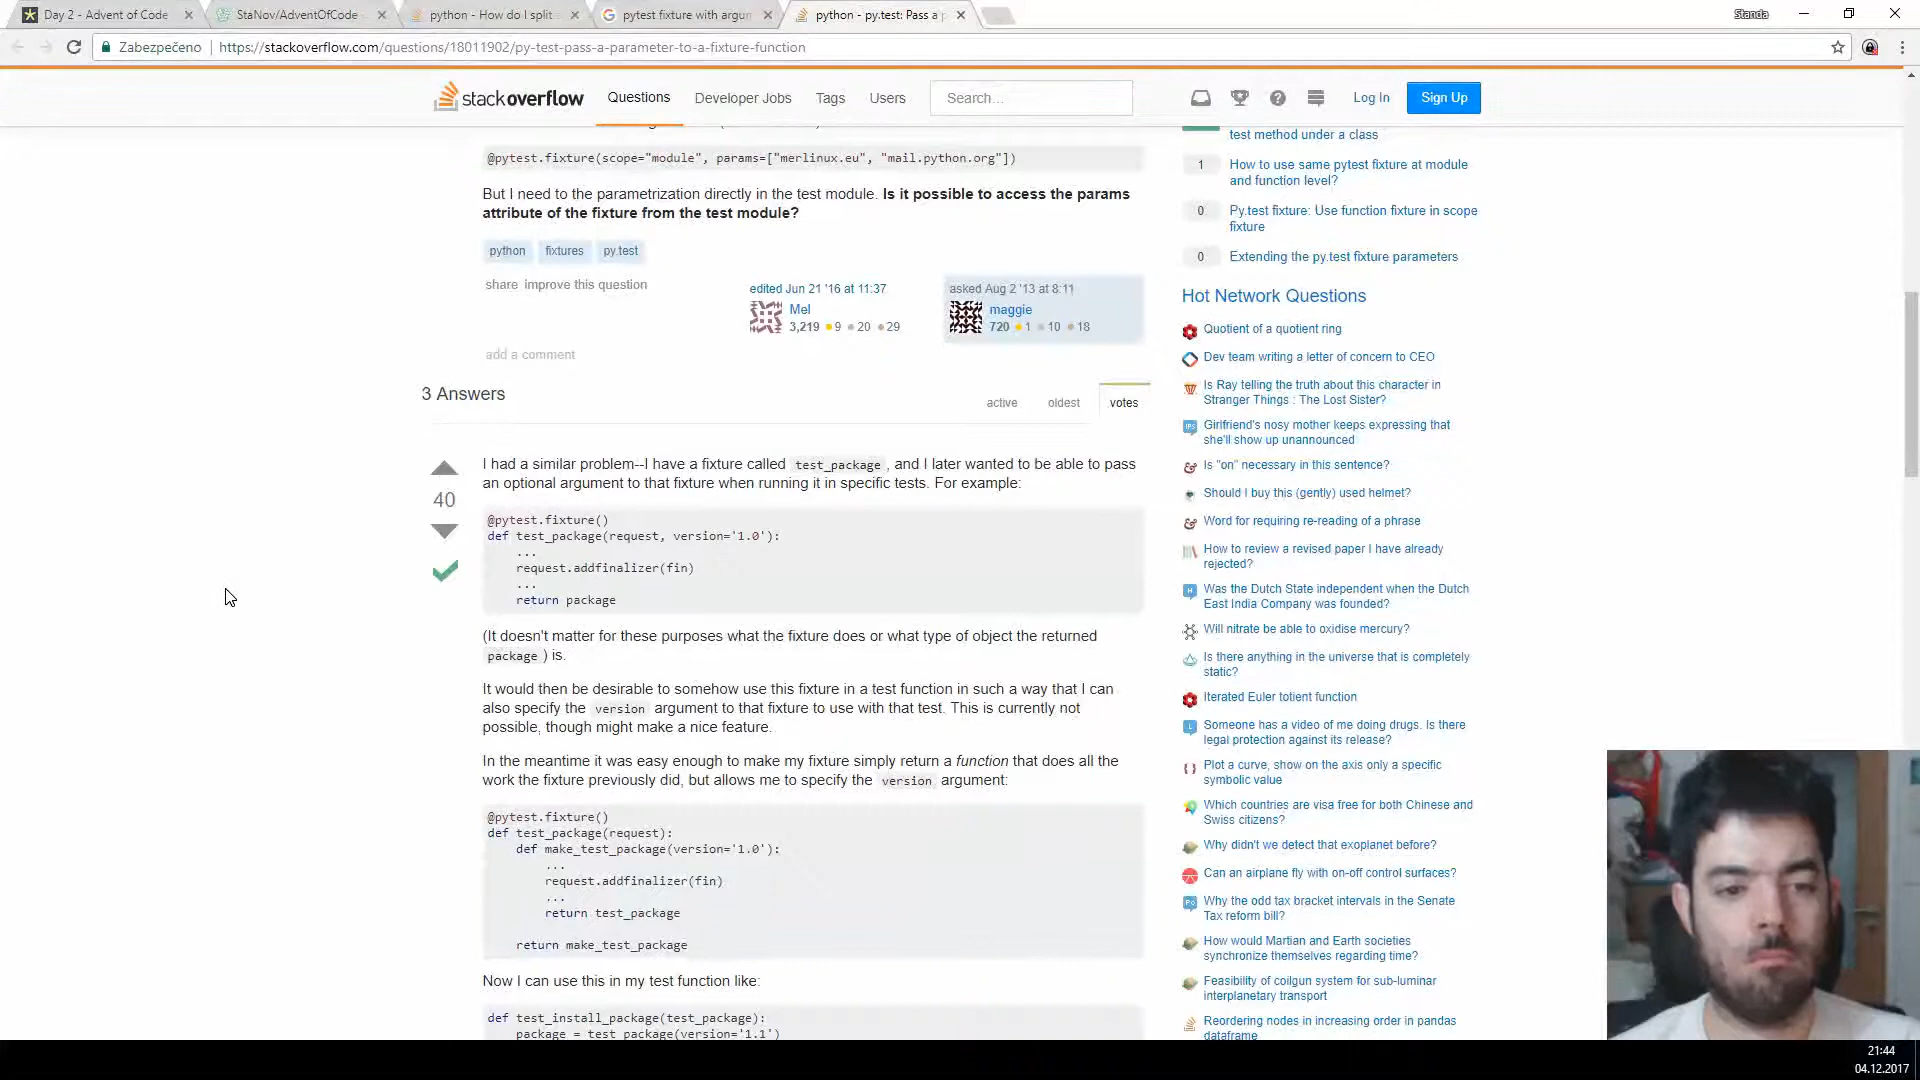 Day 2 - Advent of Code
StaNov/AdventOfCode
python - How do I split
pytest fixture with argun
python - py.test: Pass a p
Standa
Zabezpečeno
https://stackoverflow.com/questions/18011902/py-test-pass-a-parameter-to-a-fixture-function
stackoverflow
Questions
Developer Jobs
Tags
Users
Search...
Log In
Sign Up
@pytest.fixture(scope="module", params=["merlinux.eu", "mail.python.org"])
But I need to the parametrization directly in the test module. Is it possible to access the params
attribute of the fixture from the test module?
python fixtures py.test
share improve this question
edited Jun 21 '16 at 11:37
Mel
3,219 9 20 29
asked Aug 2 '13 at 8:11
maggie
720 1 10 18
add a comment
3 Answers
active oldest votes
40
I had a similar problem--I have a fixture called test_package, and I later wanted to be able to pass
an optional argument to that fixture when running it in specific tests. For example:
@pytest.fixture()
def test_package(request, version='1.0'):
...
request.addfinalizer(fin)
...
return package
(It doesn't matter for these purposes what the fixture does or what type of object the returned
package ) is.
It would then be desirable to somehow use this fixture in a test function in such a way that I can
also specify the version argument to that fixture to use with that test. This is currently not
possible, though might make a nice feature.
In the meantime it was easy enough to make my fixture simply return a function that does all the
work the fixture previously did, but allows me to specify the version argument:
@pytest.fixture()
def test_package(request):
def make_test_package(version='1.0'):
...
request.addfinalizer(fin)
...
return test_package
return make_test_package
Now I can use this in my test function like:
def test_install_package(test_package):
package = test_package(version='1.1')
test method under a class
1 How to use same pytest fixture at module
and function level?
0 Py.test fixture: Use function fixture in scope
fixture
0 Extending the py.test fixture parameters
Hot Network Questions
Quotient of a quotient ring
Dev team writing a letter of concern to CEO
Is Ray telling the truth about this character in
Stranger Things : The Lost Sister?
Girlfriend's nosy mother keeps expressing that
she'll show up unannounced
Is "on" necessary in this sentence?
Should I buy this (gently) used helmet?
Word for requiring re-reading of a phrase
How to review a revised paper I have already
rejected?
Was the Dutch State independent when the Dutch
East India Company was founded?
Will nitrate be able to oxidise mercury?
Is there anything in the universe that is completely
static?
Iterated Euler totient function
Someone has a video of me doing drugs. Is there
legal protection against its release?
Plot a curve, show on the axis only a specific
symbolic value
Which countries are visa free for both Chinese and
Swiss citizens?
Why didn't we detect that exoplanet before?
Can an airplane fly with on-off control surfaces?
Why the odd tax bracket intervals in the Senate
Tax reform bill?
How would Martian and Earth societies
synchronize themselves regarding time?
Feasibility of coilgun system for sub-luminar
interplanetary transport
Reordering nodes in increasing order in pandas
dataframe
21:44
04.12.2017